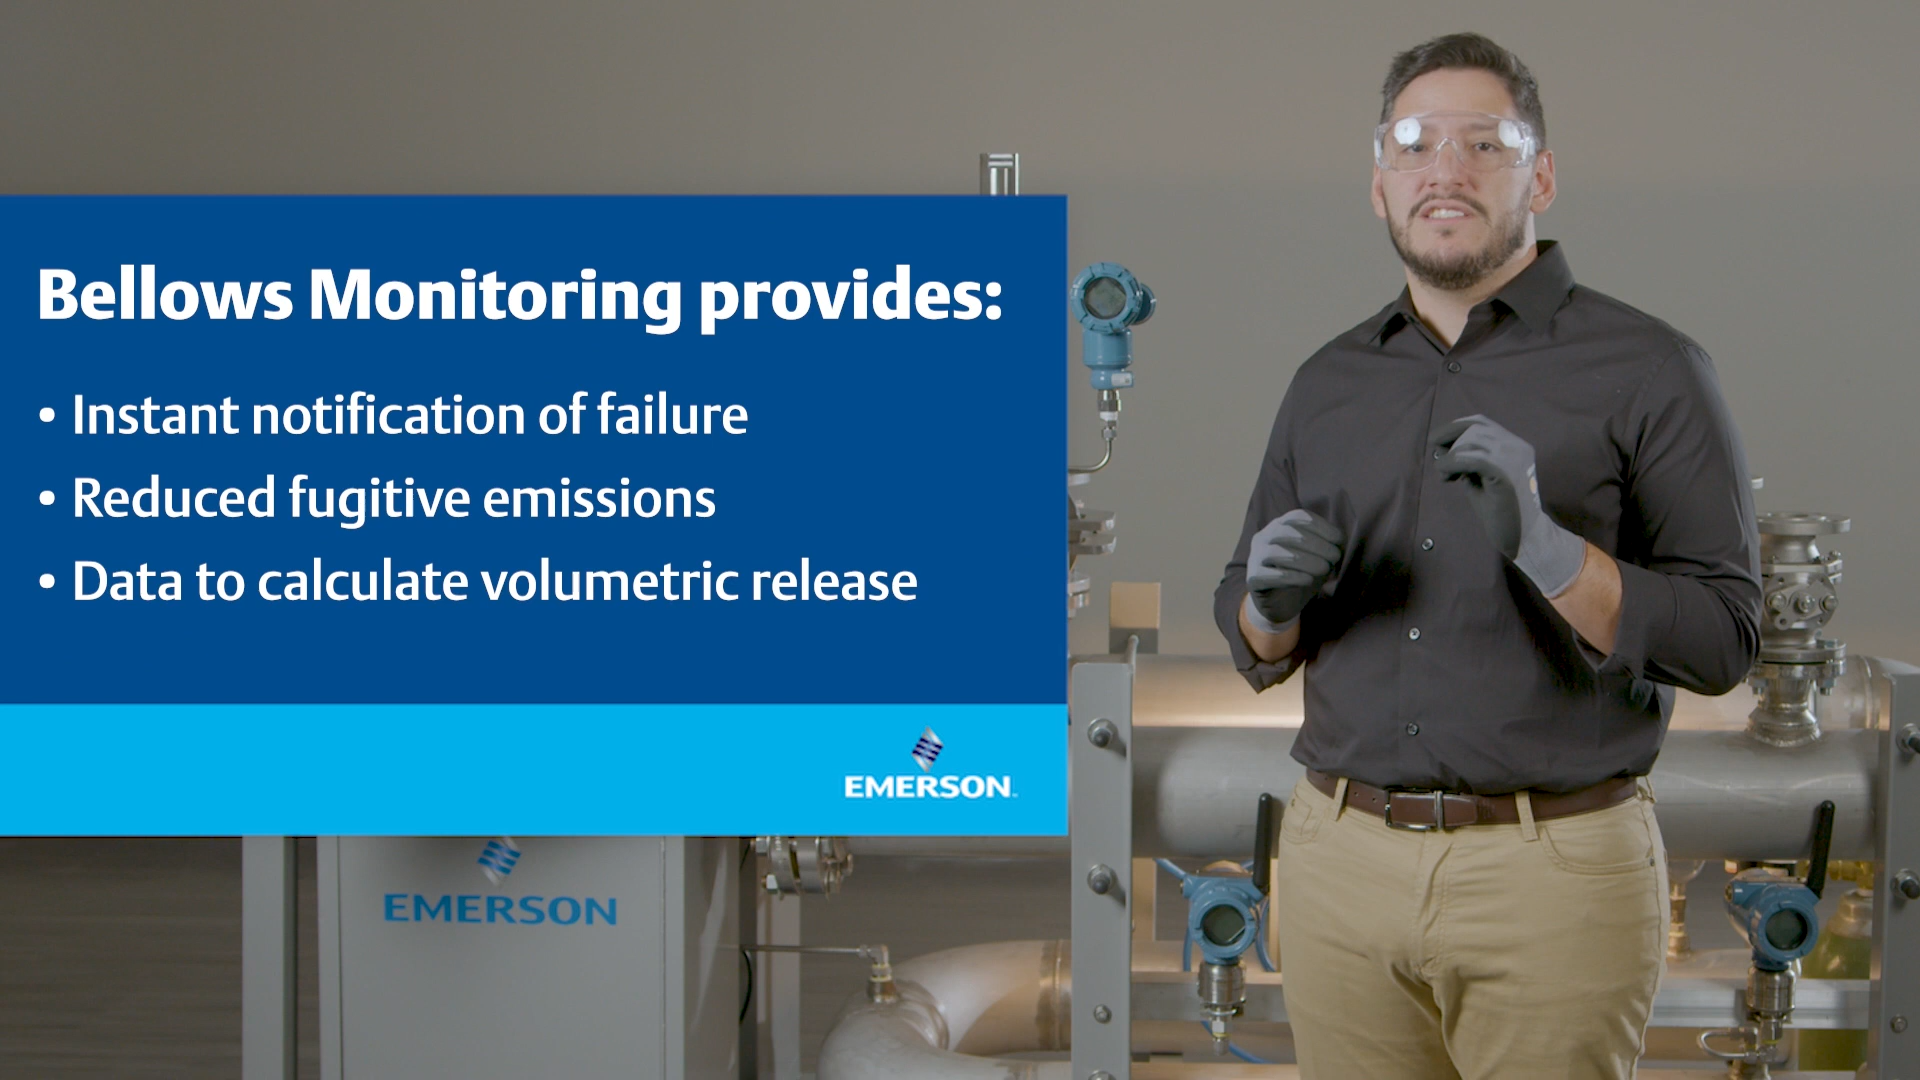 Bellows Monitoring provides:
• Instant notification of failure
• Reduced fugitive emissions
• Data to calculate volumetric release
EMERSON
EMERSON